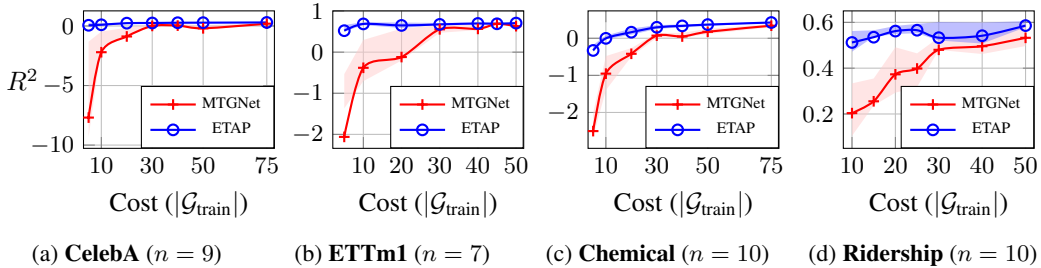 0
−5
−10
R²
10
30
50
75
MTGNet
ETAP
Cost (|𝒢train|)
(a) CelebA (n = 9)
1
0
−1
−2
10
20
30
40
50
MTGNet
ETAP
Cost (|𝒢train|)
(b) ETTm1 (n = 7)
0
−1
−2
10
30
50
75
MTGNet
ETAP
Cost (|𝒢train|)
(c) Chemical (n = 10)
0.6
0.4
0.2
10
20
30
40
50
MTGNet
ETAP
Cost (|𝒢train|)
(d) Ridership (n = 10)